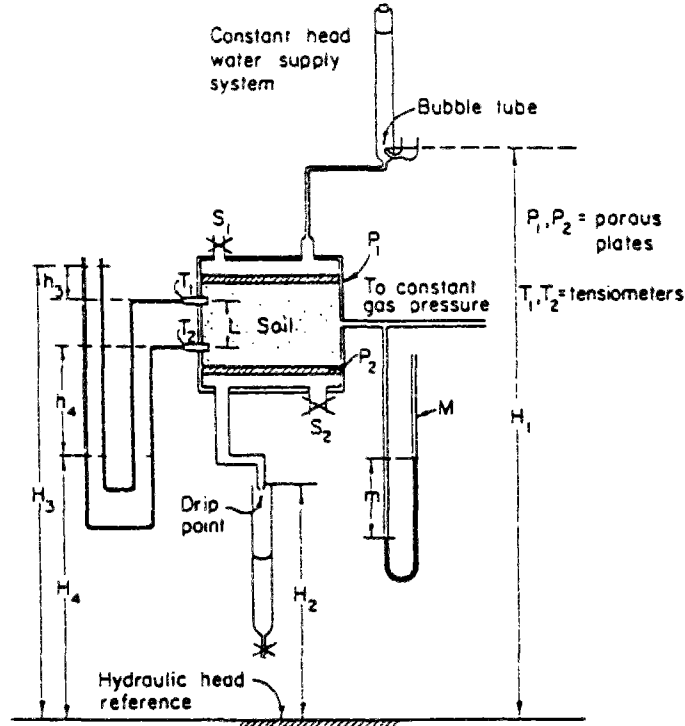 Constant head
water supply
system
Bubble tube
S₁
P₁
P₁, P₂ = porous
plates
To constant
gas pressure
T₁, T₂ = tensiometers
h₃
T₁
L
Soil
T₂
P₂
h₄
S₂
M
H₁
m
H₃
Drip
point
H₄
H₂
Hydraulic head
reference